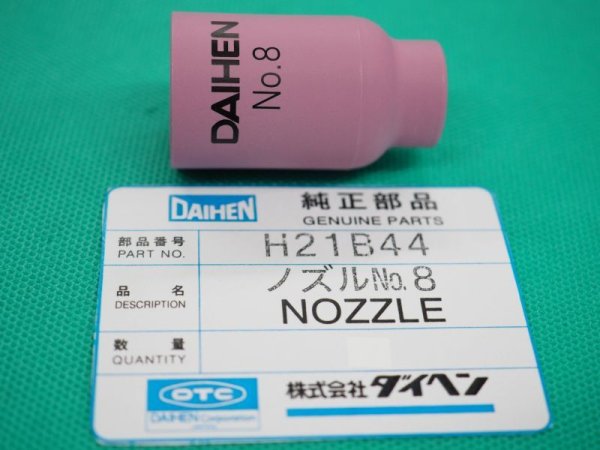 DAIHEN
No.8
DAIHEN 純正部品
GENUINE PARTS
部品番号 H21B44
PART NO.
品 名 ノズルNo.8
DESCRIPTION NOZZLE
数 量
QUANTITY
OTC 株式会社ダイヘン
DAIHEN Corporation